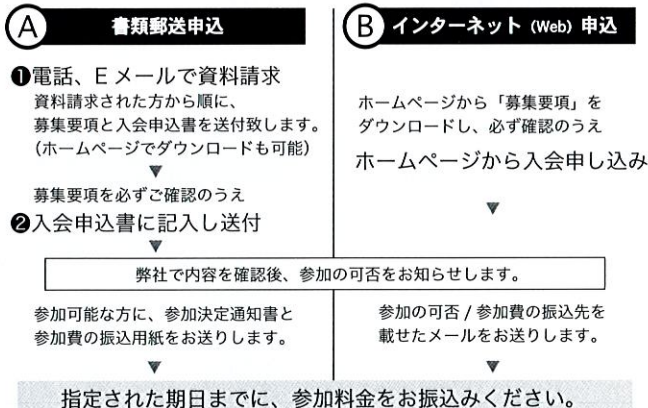 A 書類郵送申込
❶電話、Eメールで資料請求
資料請求された方から順に、
募集要項と入会申込書を送付致します。
(ホームページでダウンロードも可能)
▼
募集要項を必ずご確認のうえ
❷入会申込書に記入し送付
▼
B インターネット (Web) 申込
ホームページから「募集要項」を
ダウンロードし、必ず確認のうえ
ホームページから入会申し込み
▼
弊社で内容を確認後、参加の可否をお知らせします。
参加可能な方に、参加決定通知書と
参加費の振込用紙をお送りします。
▼
参加の可否 / 参加費の振込先を
載せたメールをお送りします。
▼
指定された期日までに、参加料金をお振込みください。